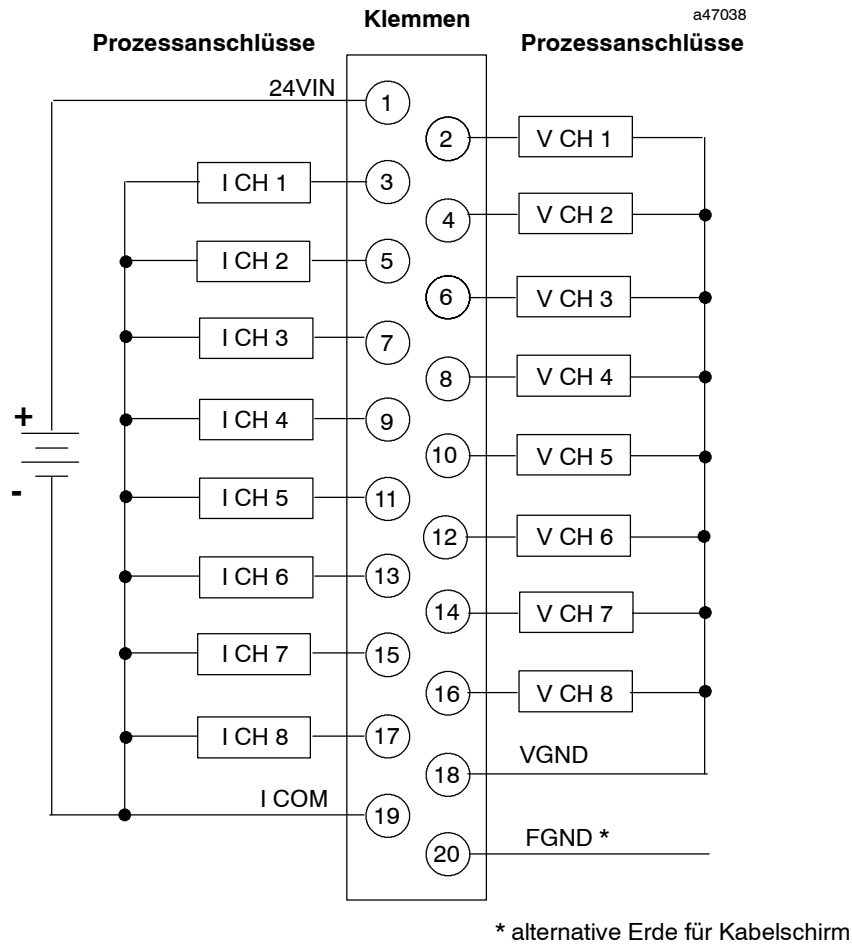 a47038
Klemmen
Prozessanschlüsse
Prozessanschlüsse
24VIN
1
2
V CH 1
I CH 1
3
4
V CH 2
I CH 2
5
6
V CH 3
I CH 3
7
8
V CH 4
+
I CH 4
9
10
V CH 5
-
I CH 5
11
12
V CH 6
I CH 6
13
14
V CH 7
I CH 7
15
16
V CH 8
I CH 8
17
VGND
18
I COM
19
FGND *
20
* alternative Erde für Kabelschirm